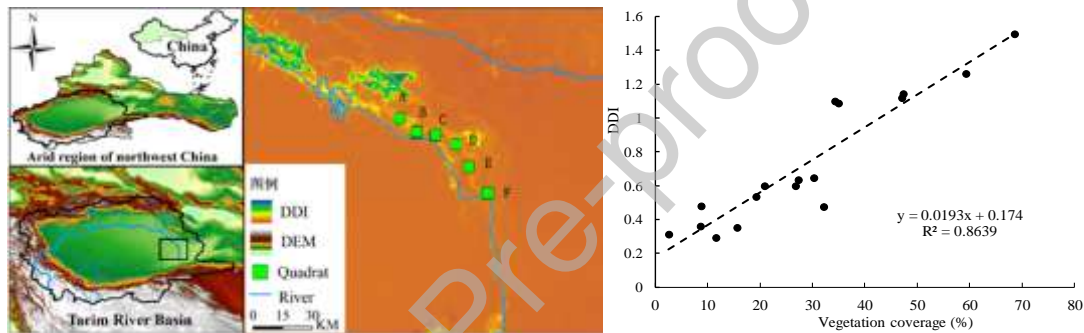 N
China
Arid region of northwest China
Tarim River Basin
A
B
C
D
E
F
图例
DDI
DEM
Quadrat
River
0 15 30
KM
Pre-proo
1.6
1.4
1.2
1
0.8
0.6
0.4
0.2
0
DDI
y = 0.0193x + 0.174
R² = 0.8639
0 10 20 30 40 50 60 70 80
Vegetation coverage (%)